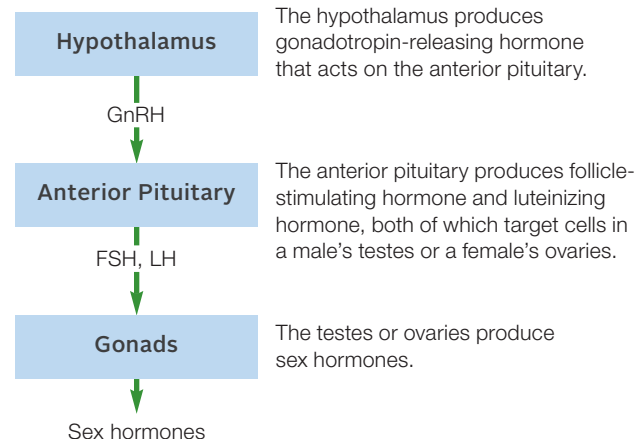 Hypothalamus
The hypothalamus produces
gonadotropin-releasing hormone
that acts on the anterior pituitary.
GnRH
Anterior Pituitary
The anterior pituitary produces follicle-
stimulating hormone and luteinizing
hormone, both of which target cells in
a male's testes or a female's ovaries.
FSH, LH
Gonads
The testes or ovaries produce
sex hormones.
Sex hormones